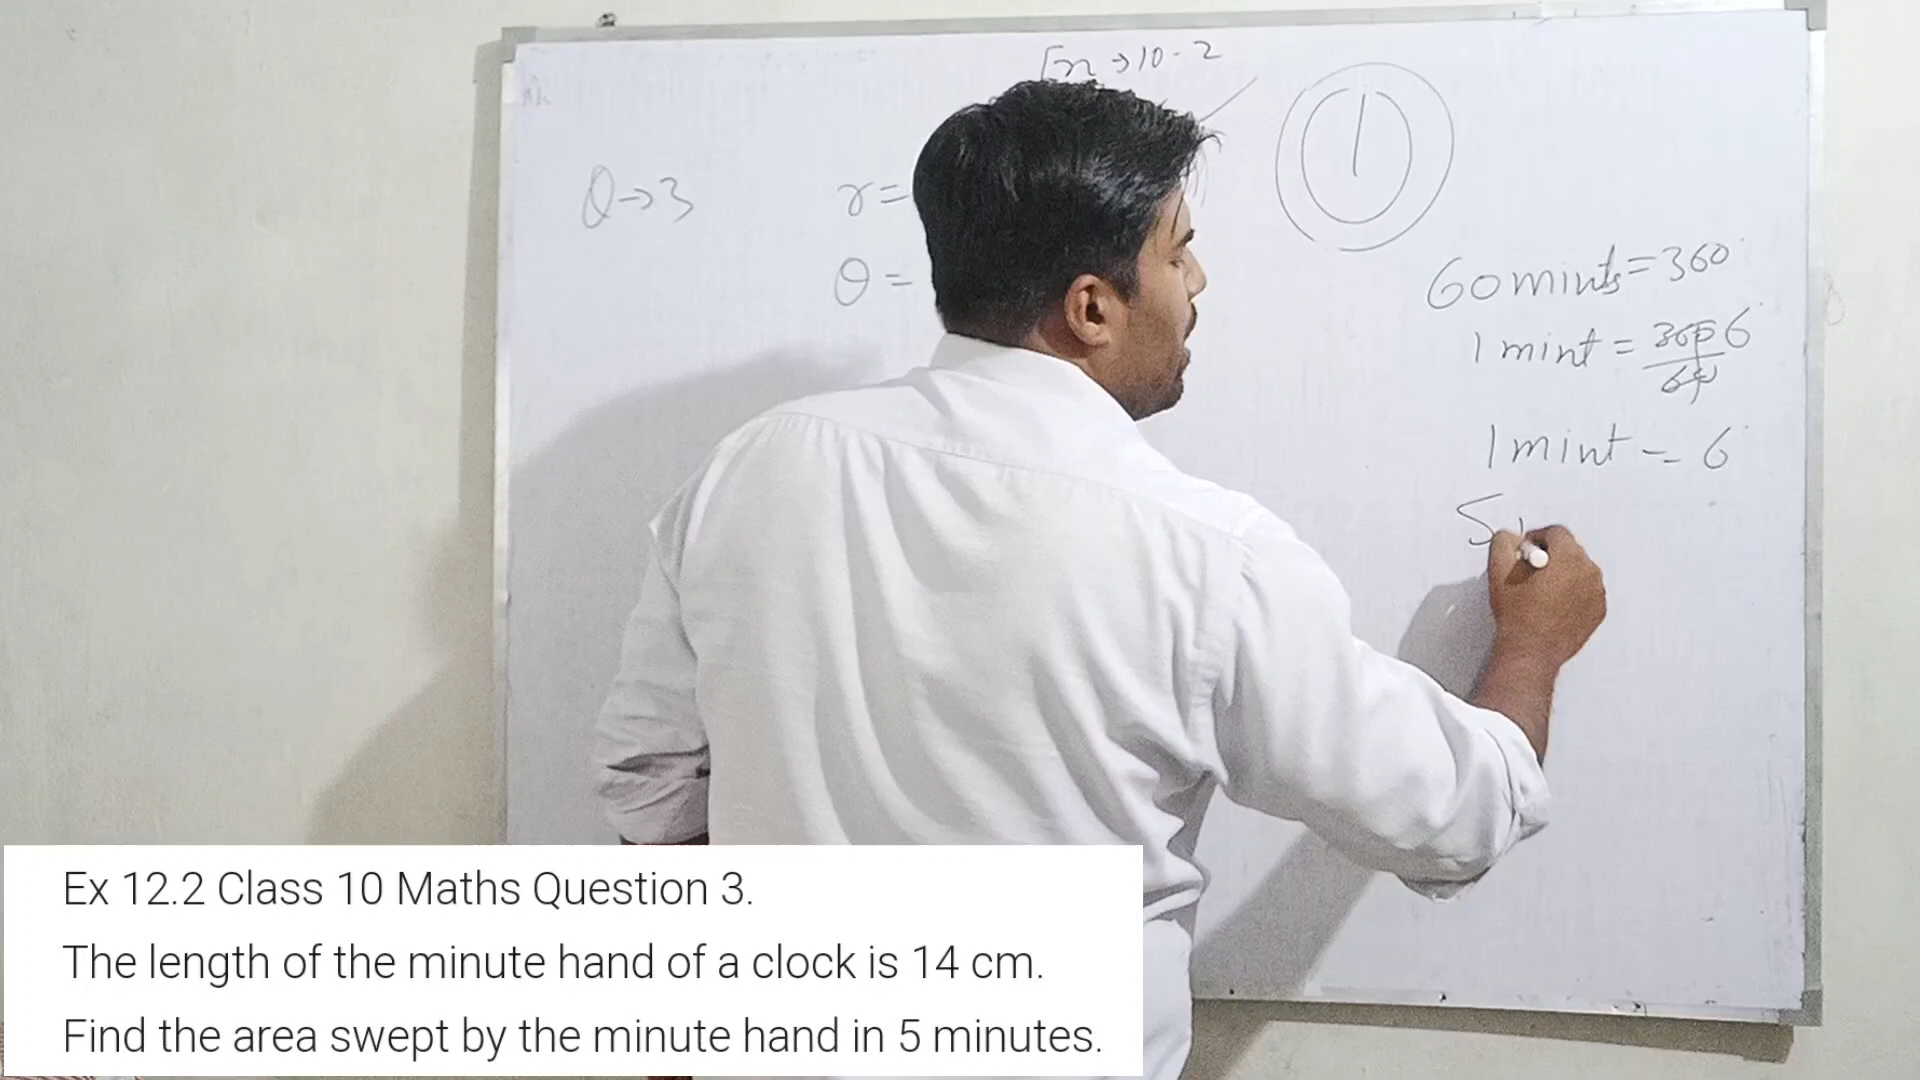 Ex → 10.2
Q → 3
r =
θ =
60 mints = 360°
1 mint = 360/60 6
1 mint = 6°
5
Ex 12.2 Class 10 Maths Question 3.
The length of the minute hand of a clock is 14 cm.
Find the area swept by the minute hand in 5 minutes.